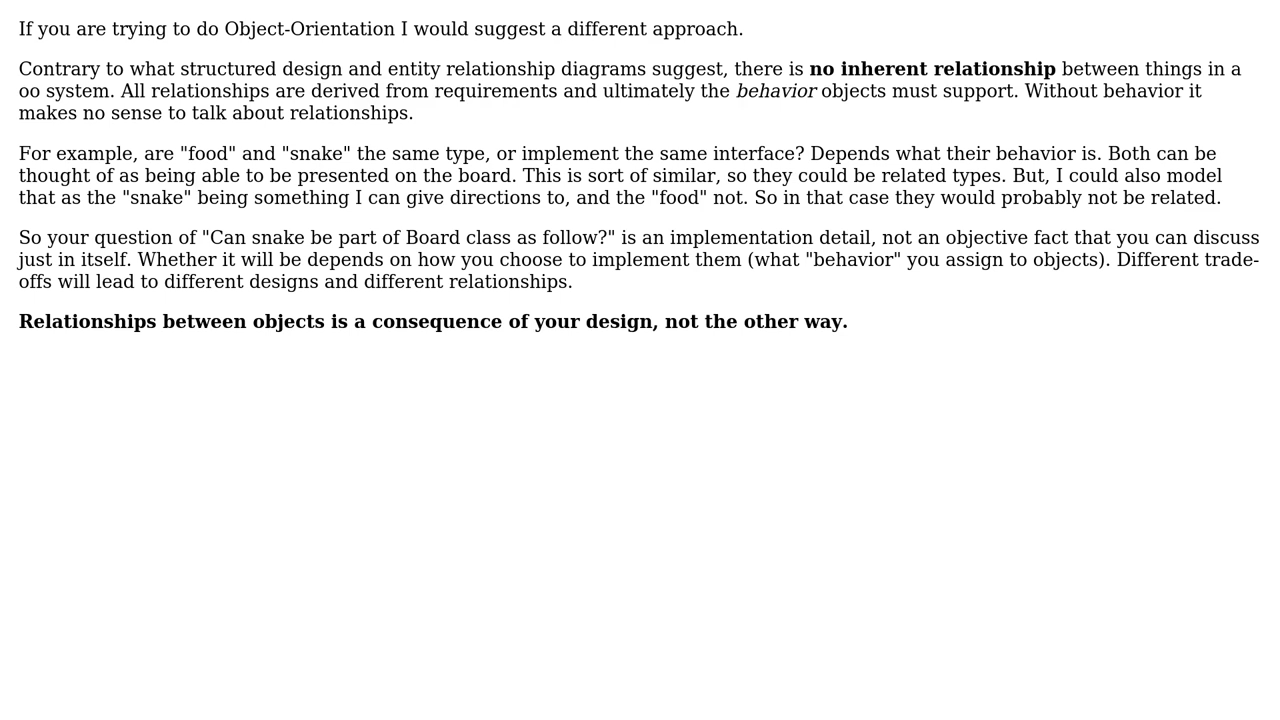 If you are trying to do Object-Orientation I would suggest a different approach.
Contrary to what structured design and entity relationship diagrams suggest, there is no inherent relationship between things in a
oo system. All relationships are derived from requirements and ultimately the behavior objects must support. Without behavior it
makes no sense to talk about relationships.
For example, are "food" and "snake" the same type, or implement the same interface? Depends what their behavior is. Both can be
thought of as being able to be presented on the board. This is sort of similar, so they could be related types. But, I could also model
that as the "snake" being something I can give directions to, and the "food" not. So in that case they would probably not be related.
So your question of "Can snake be part of Board class as follow?" is an implementation detail, not an objective fact that you can discuss
just in itself. Whether it will be depends on how you choose to implement them (what "behavior" you assign to objects). Different trade-
offs will lead to different designs and different relationships.
Relationships between objects is a consequence of your design, not the other way.